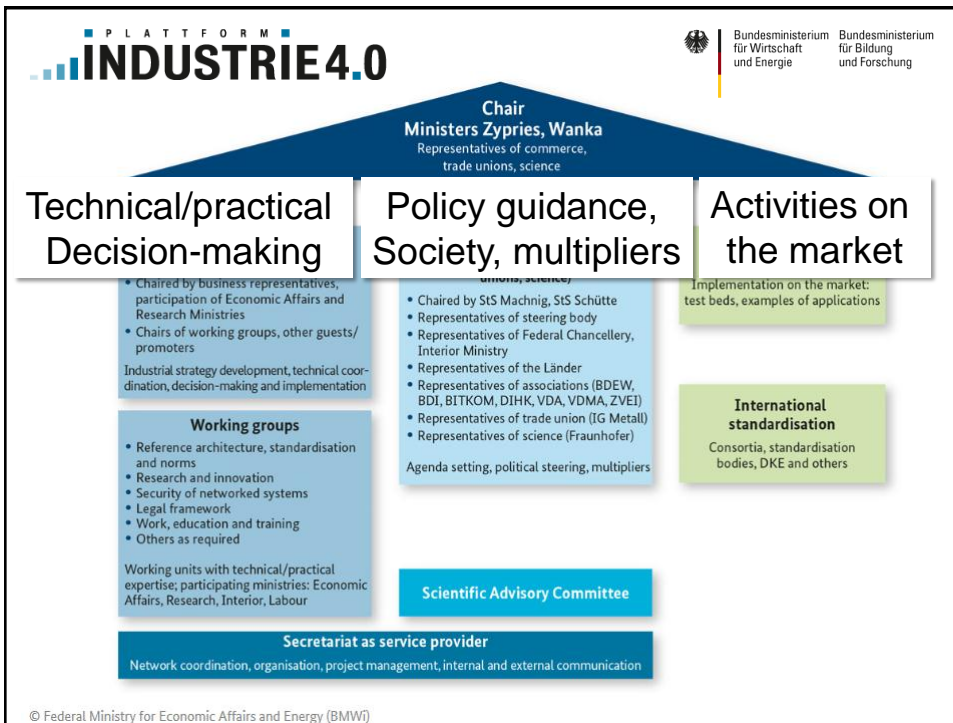 PLATTFORM
INDUSTRIE4.0
Bundesministerium
für Wirtschaft
und Energie
Bundesministerium
für Bildung
und Forschung
Chair
Ministers Zypries, Wanka
Representatives of commerce,
trade unions, science
Technical/practical
Decision-making
Policy guidance,
Society, multipliers
Activities on
the market
• Chaired by business representatives,
participation of Economic Affairs and
Research Ministries
• Chairs of working groups, other guests/
promoters
Industrial strategy development, technical coor-
dination, decision-making and implementation
Working groups
• Reference architecture, standardisation
and norms
• Research and innovation
• Security of networked systems
• Legal framework
• Work, education and training
• Others as required
Working units with technical/practical
expertise; participating ministries: Economic
Affairs, Research, Interior, Labour
unions, science)
• Chaired by StS Machnig, StS Schütte
• Representatives of steering body
• Representatives of Federal Chancellery,
Interior Ministry
• Representatives of the Länder
• Representatives of associations (BDEW,
BDI, BITKOM, DIHK, VDA, VDMA, ZVEI)
• Representatives of trade union (IG Metall)
• Representatives of science (Fraunhofer)
Agenda setting, political steering, multipliers
Scientific Advisory Committee
Implementation on the market:
test beds, examples of applications
International
standardisation
Consortia, standardisation
bodies, DKE and others
Secretariat as service provider
Network coordination, organisation, project management, internal and external communication
© Federal Ministry for Economic Affairs and Energy (BMWi)